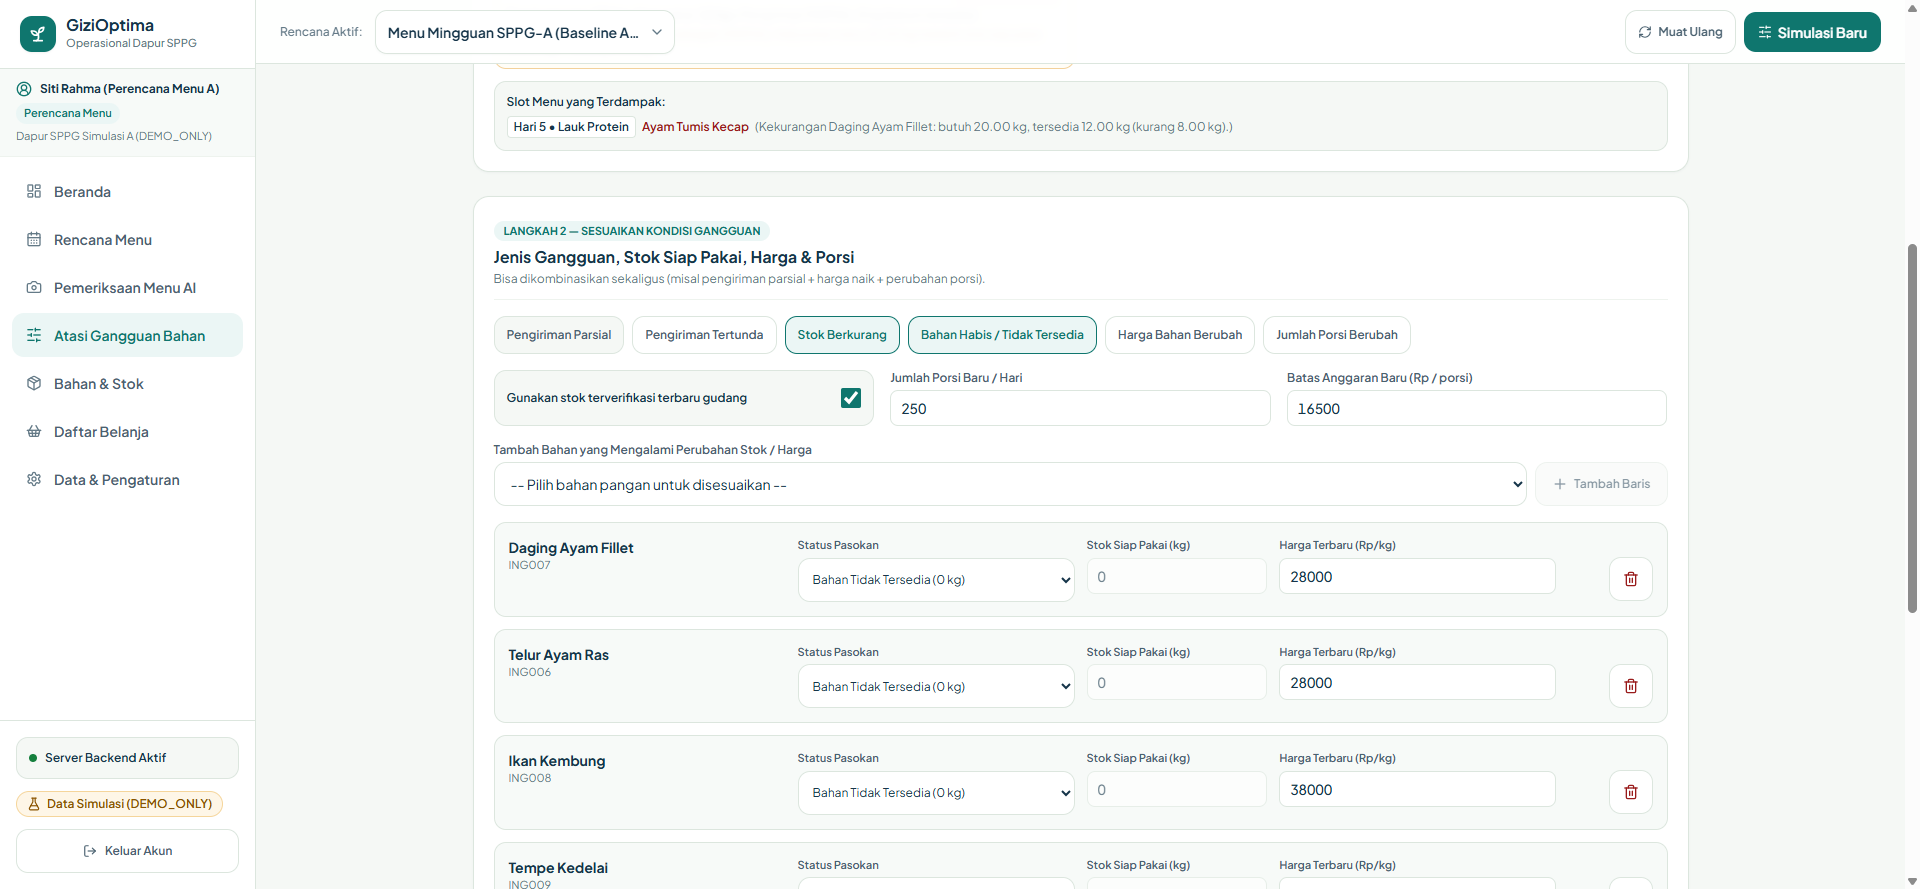 GiziOptima
Operasional Dapur SPPG
Siti Rahma (Perencana Menu A)
Perencana Menu
Dapur SPPG Simulasi A (DEMO_ONLY)
Beranda
Rencana Menu
Pemeriksaan Menu AI
Atasi Gangguan Bahan
Bahan & Stok
Daftar Belanja
Data & Pengaturan
Server Backend Aktif
Data Simulasi (DEMO_ONLY)
Keluar Akun
Rencana Aktif:
Menu Mingguan SPPG-A (Baseline A...
Muat Ulang
Simulasi Baru
Slot Menu yang Terdampak:
Hari 5 • Lauk Protein Ayam Tumis Kecap (Kekurangan Daging Ayam Fillet: butuh 20.00 kg, tersedia 12.00 kg (kurang 8.00 kg).)
LANGKAH 2 — SESUAIKAN KONDISI GANGGUAN
Jenis Gangguan, Stok Siap Pakai, Harga & Porsi
Bisa dikombinasikan sekaligus (misal pengiriman parsial + harga naik + perubahan porsi).
Pengiriman Parsial
Pengiriman Tertunda
Stok Berkurang
Bahan Habis / Tidak Tersedia
Harga Bahan Berubah
Jumlah Porsi Berubah
Gunakan stok terverifikasi terbaru gudang
Jumlah Porsi Baru / Hari
250
Batas Anggaran Baru (Rp / porsi)
16500
Tambah Bahan yang Mengalami Perubahan Stok / Harga
-- Pilih bahan pangan untuk disesuaikan --
Tambah Baris
Daging Ayam Fillet
ING007
Status Pasokan
Bahan Tidak Tersedia (0 kg)
Stok Siap Pakai (kg)
0
Harga Terbaru (Rp/kg)
28000
Telur Ayam Ras
ING006
Status Pasokan
Bahan Tidak Tersedia (0 kg)
Stok Siap Pakai (kg)
0
Harga Terbaru (Rp/kg)
28000
Ikan Kembung
ING008
Status Pasokan
Bahan Tidak Tersedia (0 kg)
Stok Siap Pakai (kg)
0
Harga Terbaru (Rp/kg)
38000
Tempe Kedelai
ING009
Status Pasokan
Stok Siap Pakai (kg)
Harga Terbaru (Rp/kg)